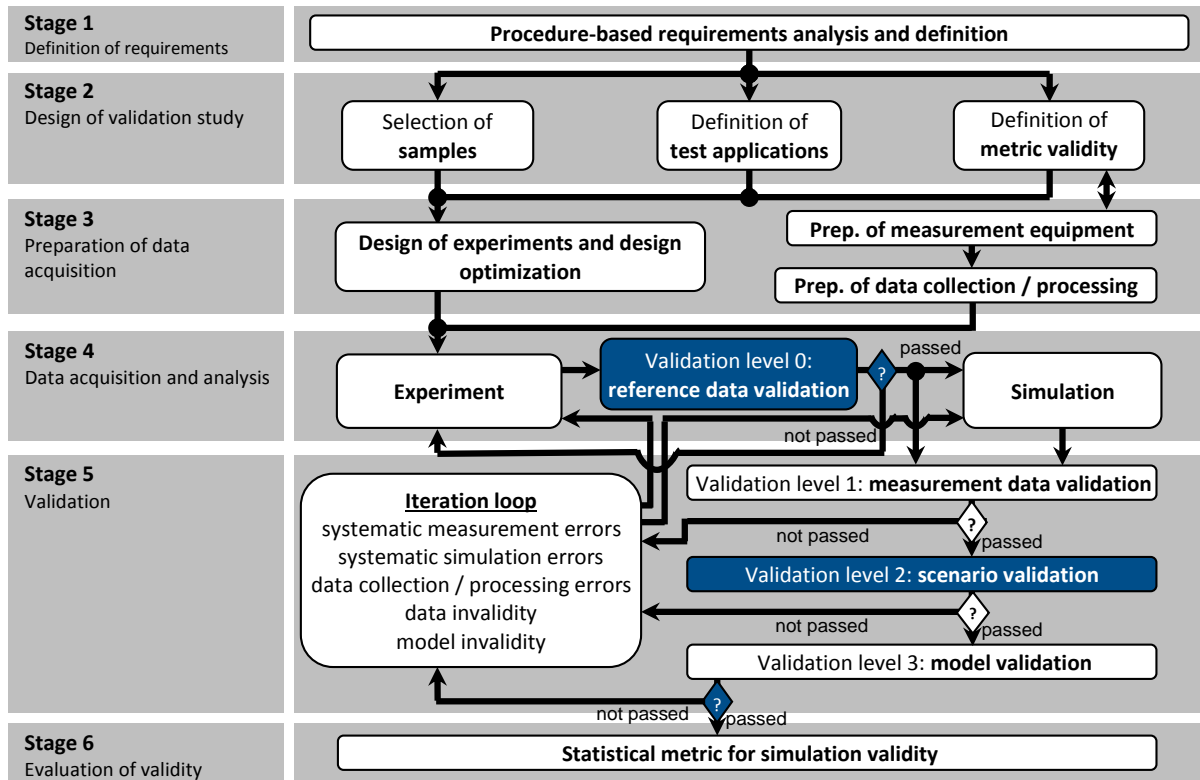 Stage 1
Definition of requirements
Procedure-based requirements analysis and definition
Stage 2
Design of validation study
Selection of
samples
Definition of
test applications
Definition of
metric validity
Stage 3
Preparation of data
acquisition
Design of experiments and design
optimization
Prep. of measurement equipment
Prep. of data collection / processing
Stage 4
Data acquisition and analysis
Experiment
Validation level 0:
reference data validation
?
passed
not passed
Simulation
Stage 5
Validation
Iteration loop
systematic measurement errors
systematic simulation errors
data collection / processing errors
data invalidity
model invalidity
Validation level 1: measurement data validation
?
not passed
passed
Validation level 2: scenario validation
?
not passed
passed
Validation level 3: model validation
?
not passed
passed
Stage 6
Evaluation of validity
Statistical metric for simulation validity